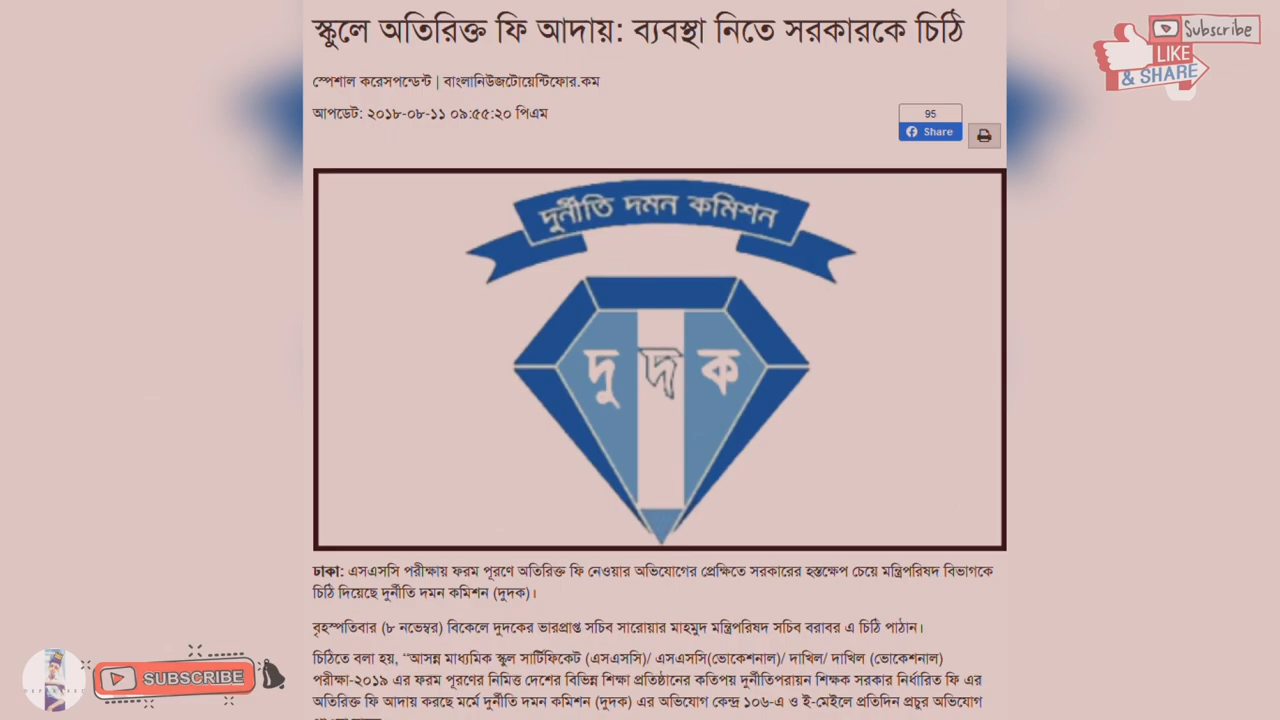 স্কুলে অতিরিক্ত ফি আদায়: ব্যবস্থা নিতে সরকারকে চিঠি
Subscribe
LIKE
& SHARE
স্পেশাল করেসপন্ডেন্ট | বাংলানিউজটোয়েন্টিফোর.কম
আপডেট: ২০১৮-০৮-১১ ০৯:৫৫:২০ পিএম
95
Share
দুর্নীতি দমন কমিশন
দু দ ক
ঢাকা: এসএসসি পরীক্ষায় ফরম পূরণে অতিরিক্ত ফি নেওয়ার অভিযোগের প্রেক্ষিতে সরকারের হস্তক্ষেপ চেয়ে মন্ত্রিপরিষদ বিভাগকে
চিঠি দিয়েছে দুর্নীতি দমন কমিশন (দুদক)।
বৃহস্পতিবার (৮ নভেম্বর) বিকেলে দুদকের ভারপ্রাপ্ত সচিব সারোয়ার মাহমুদ মন্ত্রিপরিষদ সচিব বরাবর এ চিঠি পাঠান।
চিঠিতে বলা হয়, “আসন্ন মাধ্যমিক স্কুল সার্টিফিকেট (এসএসসি)/ এসএসসি(ভোকেশনাল)/ দাখিল/ দাখিল (ভোকেশনাল)
পরীক্ষা-২০১৯ এর ফরম পূরণের নিমিত্ত দেশের বিভিন্ন শিক্ষা প্রতিষ্ঠানের কতিপয় দুর্নীতিপরায়ন শিক্ষক সরকার নির্ধারিত ফি এর
অতিরিক্ত ফি আদায় করছে মর্মে দুর্নীতি দমন কমিশন (দুদক) এর অভিযোগ কেন্দ্র ১০৬-এ ও ই-মেইলে প্রতিদিন প্রচুর অভিযোগ
SUBSCRIBE